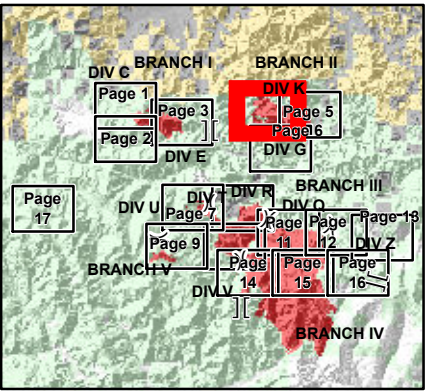 BRANCH I
BRANCH II
DIV C
DIV K
Page 1
Page 3
Page 5
Page 6
Page 2
DIV E
DIV G
Page
17
DIV R
BRANCH III
DIV U
Page 7
DIV Q
Page 13
Page
11
Page
12
Page 9
DIV Z
BRANCH V
Page
14
Page
15
Page
16
DIV V
BRANCH IV